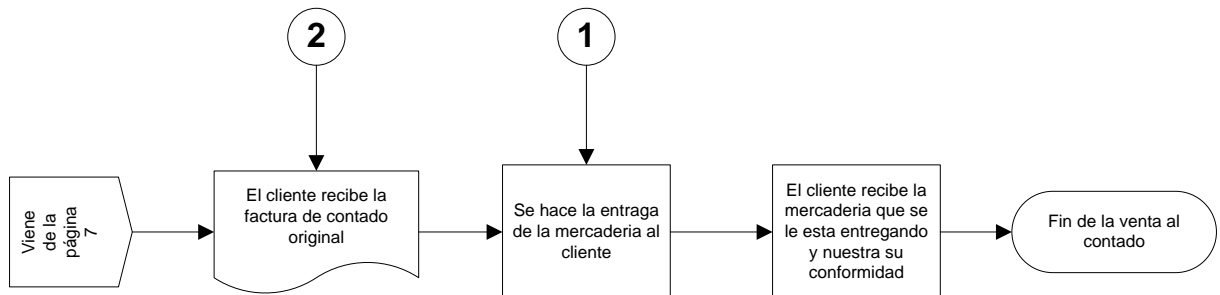 2
1
Viene
de la
página
7
El cliente recibe la
factura de contado
original
Se hace la entraga
de la mercaderia al
cliente
El cliente recibe la
mercaderia que se
le esta entregando
y nuestra su
conformidad
Fin de la venta al
contado